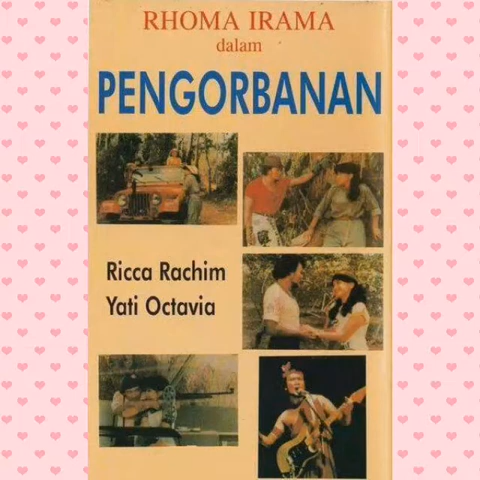 RHOMA IRAMA
dalam
PENGORBANAN
Ricca Rachim
Yati Octavia